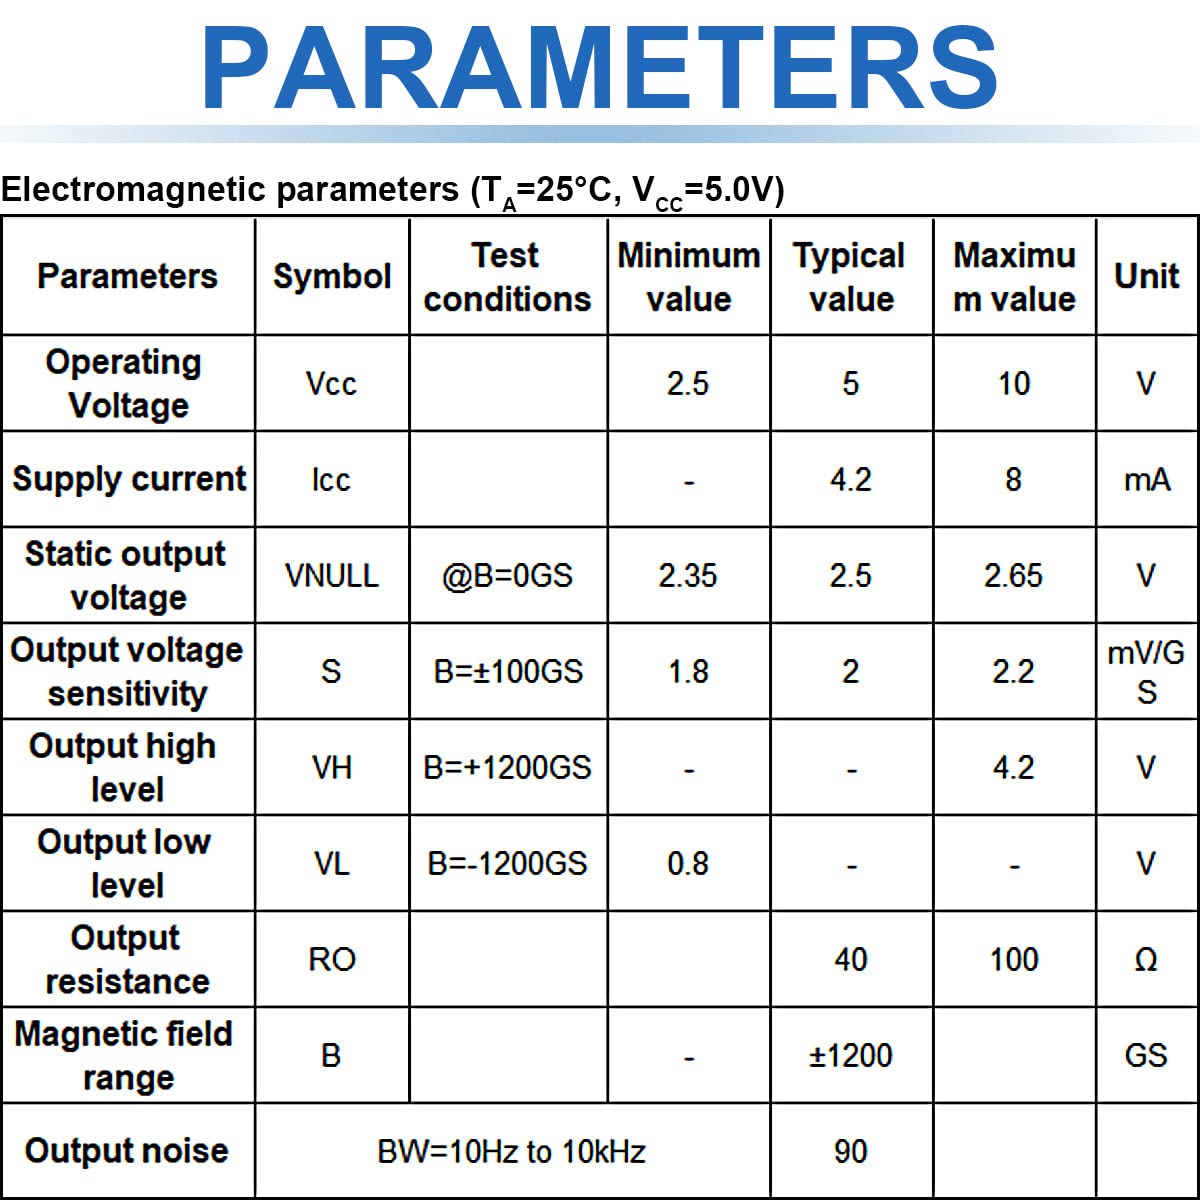 PARAMETERS
Electromagnetic parameters (TA=25°C, VCC=5.0V)
Parameters Symbol Test conditions Minimum value Typical value Maximu m value Unit
Operating Voltage Vcc 2.5 5 10 V
Supply current Icc - 4.2 8 mA
Static output voltage VNULL @B=0GS 2.35 2.5 2.65 V
Output voltage sensitivity S B=±100GS 1.8 2 2.2 mV/G S
Output high level VH B=+1200GS - - 4.2 V
Output low level VL B=-1200GS 0.8 - - V
Output resistance RO 40 100 Ω
Magnetic field range B - ±1200 GS
Output noise BW=10Hz to 10kHz 90